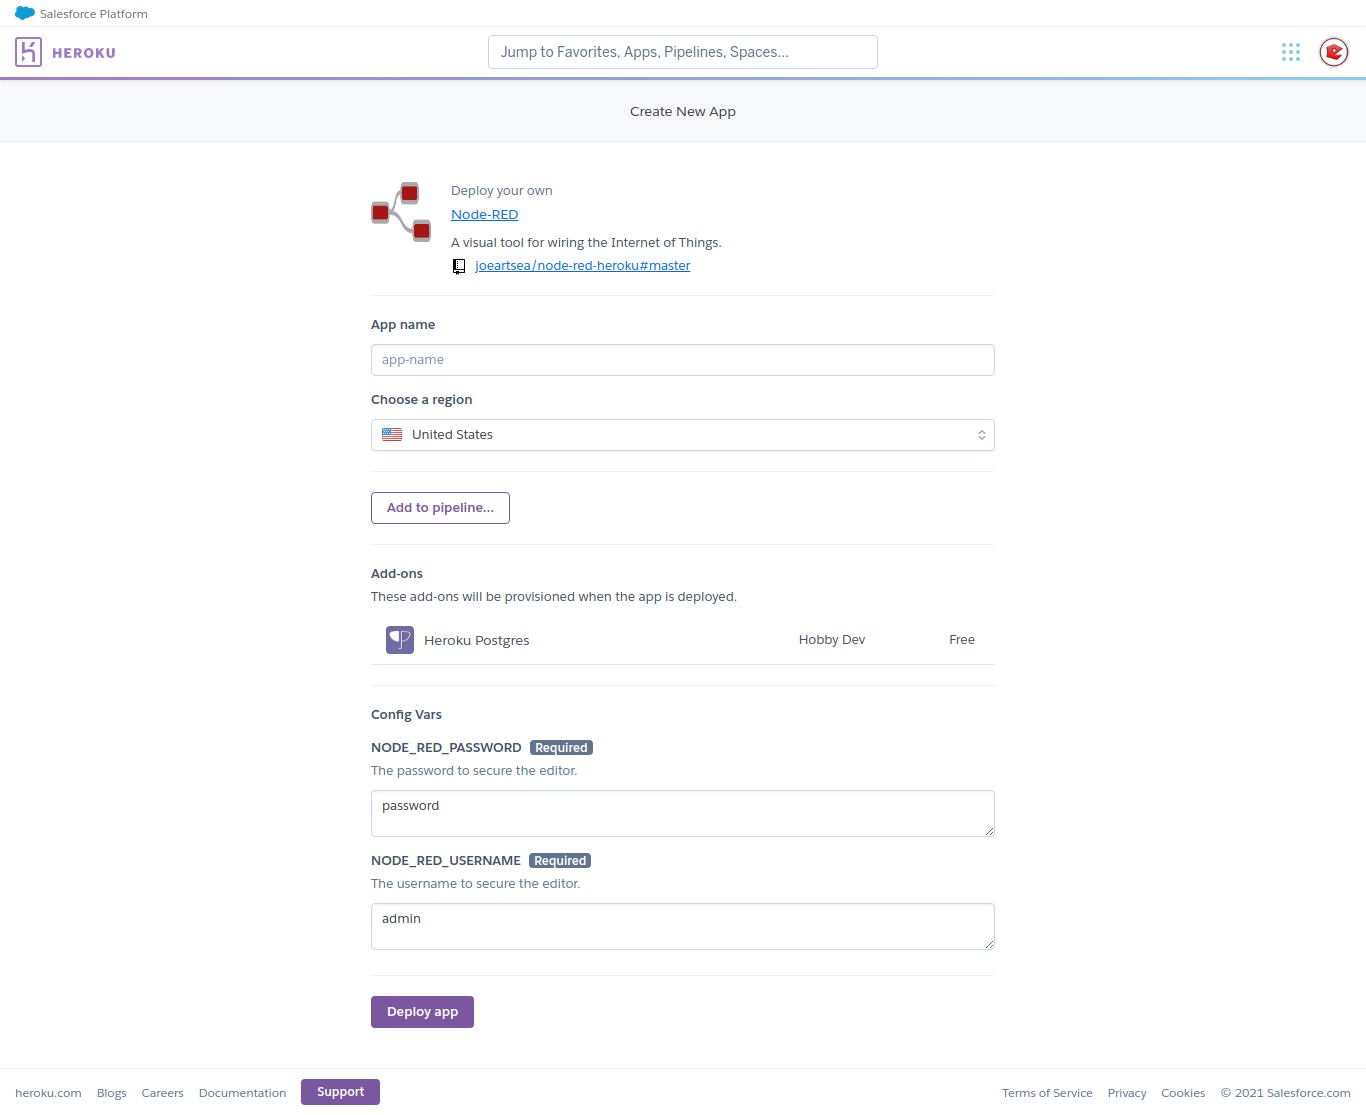 Salesforce Platform
HEROKU
Jump to Favorites, Apps, Pipelines, Spaces...
Create New App
Deploy your own
Node-RED
A visual tool for wiring the Internet of Things.
joeartsea/node-red-heroku#master
App name
app-name
Choose a region
United States
Add to pipeline...
Add-ons
These add-ons will be provisioned when the app is deployed.
Heroku Postgres Hobby Dev Free
Config Vars
NODE_RED_PASSWORD Required
The password to secure the editor.
password
NODE_RED_USERNAME Required
The username to secure the editor.
admin
Deploy app
heroku.com Blogs Careers Documentation Support Terms of Service Privacy Cookies © 2021 Salesforce.com